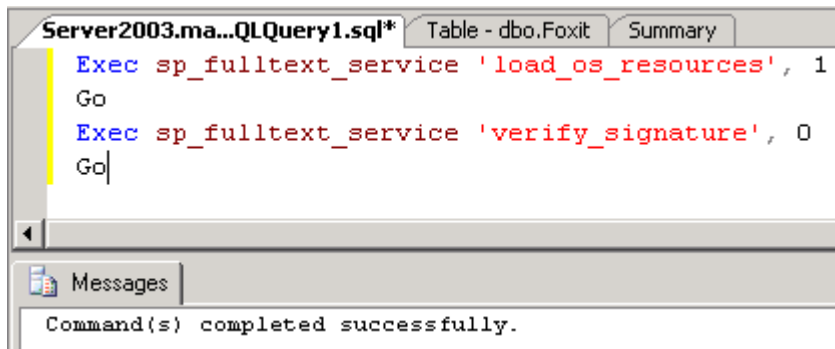 Server2003.ma...QLQuery1.sql* Table - dbo.Foxit Summary
Exec sp_fulltext_service 'load_os_resources', 1
Go
Exec sp_fulltext_service 'verify_signature', 0
Go
Messages
Command(s) completed successfully.